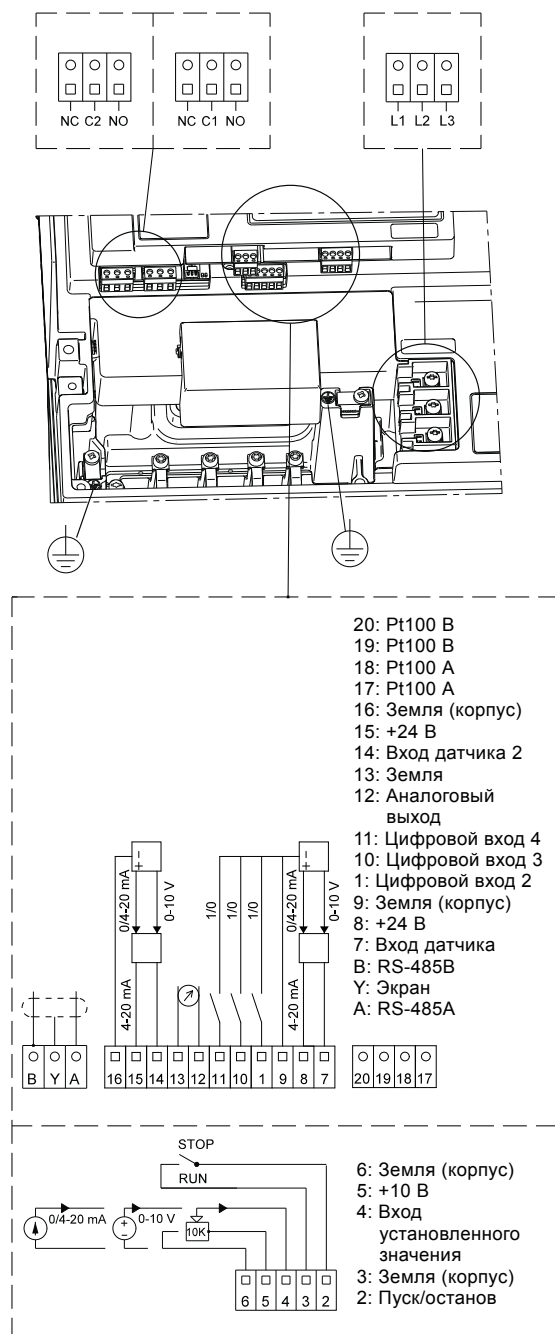 NC C2 NO
NC C1 NO
L1 L2 L3
20: Pt100 B
19: Pt100 B
18: Pt100 A
17: Pt100 A
16: Земля (корпус)
15: +24 В
14: Вход датчика 2
13: Земля
12: Аналоговый
выход
11: Цифровой вход 4
10: Цифровой вход 3
1: Цифровой вход 2
9: Земля (корпус)
8: +24 В
7: Вход датчика
B: RS-485B
Y: Экран
A: RS-485A
0/4-20 mA
0-10 V
4-20 mA
1/0
1/0
1/0
0/4-20 mA
0-10 V
4-20 mA
B Y A
16 15 14 13 12 11 10 1 9 8 7
20 19 18 17
STOP
RUN
0/4-20 mA
0-10 V
10K
6 5 4 3 2
6: Земля (корпус)
5: +10 В
4: Вход
установленного
значения
3: Земля (корпус)
2: Пуск/останов